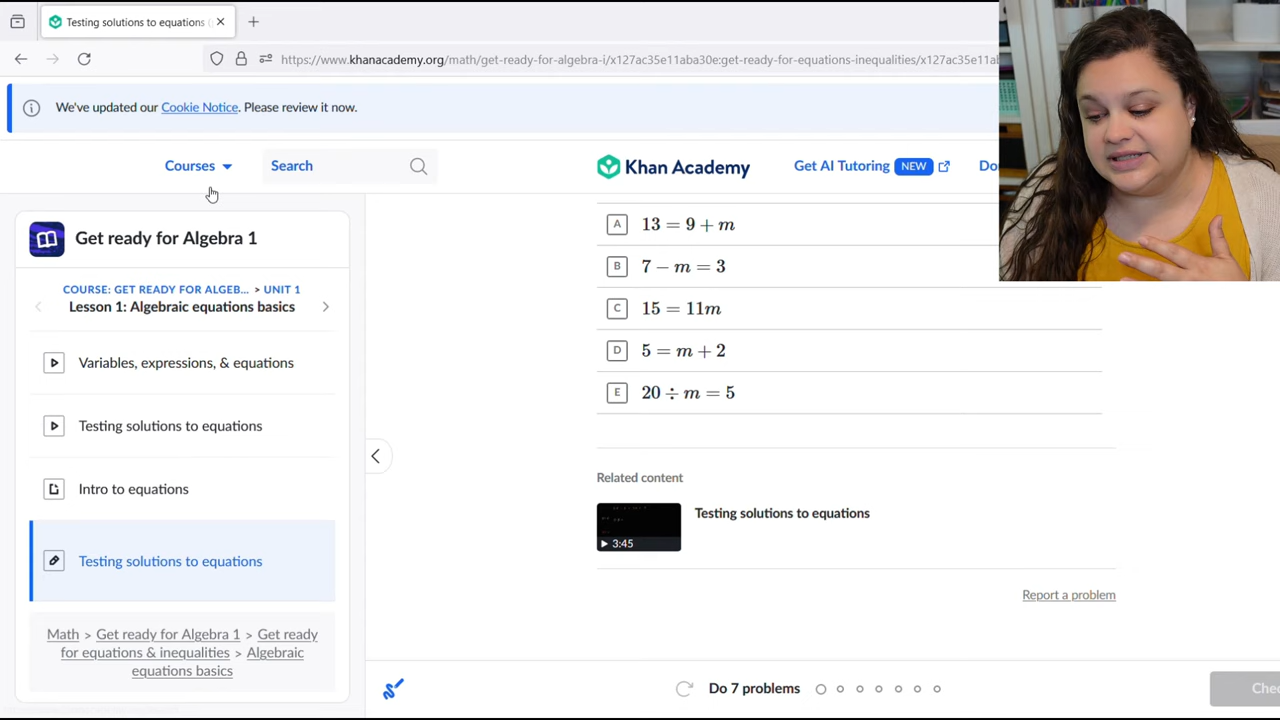 Testing solutions to equations (
https://www.khanacademy.org/math/get-ready-for-algebra-i/x127ac35e11aba30e:get-ready-for-equations-inequalities/x127ac35e11ab
We've updated our Cookie Notice. Please review it now.
Courses
Search
Khan Academy
Get AI Tutoring NEW
Do
Get ready for Algebra 1
COURSE: GET READY FOR ALGEB... > UNIT 1
Lesson 1: Algebraic equations basics
Variables, expressions, & equations
Testing solutions to equations
Intro to equations
Testing solutions to equations
Math > Get ready for Algebra 1 > Get ready
for equations & inequalities > Algebraic
equations basics
A 13 = 9 + m
B 7 − m = 3
C 15 = 11m
D 5 = m + 2
E 20 ÷ m = 5
Related content
3:45
Testing solutions to equations
Report a problem
Do 7 problems
Chec